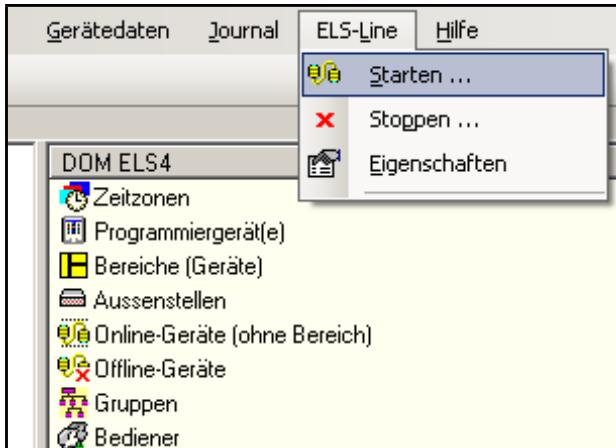 Gerätedaten Journal ELS-Line Hilfe
Starten ...
Stoppen ...
Eigenschaften
DOM ELS4
Zeitzonen
Programmiergerät(e)
Bereiche (Geräte)
Aussenstellen
Online-Geräte (ohne Bereich)
Offline-Geräte
Gruppen
Bediener